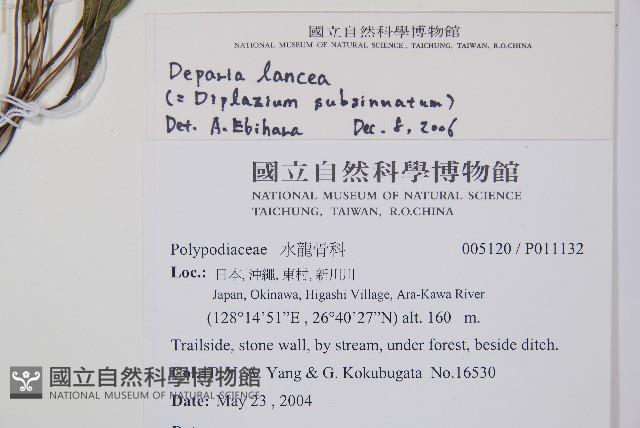 國立自然科學博物館
NATIONAL MUSEUM OF NATURAL SCIENCE, TAICHUNG, TAIWAN, R.O.CHINA
Deparia lancea
(= Diplazium subsinnatum)
Det. A. Ebihara Dec. 8, 2006
國立自然科學博物館
NATIONAL MUSEUM OF NATURAL SCIENCE
TAICHUNG, TAIWAN, R.O.CHINA
Polypodiaceae 水龍骨科 005120 / P011132
Loc.: 日本, 沖繩, 東村, 新川川
Japan, Okinawa, Higashi Village, Ara-Kawa River
(128°14'51"E , 26°40'27"N) alt. 160 m.
Trailside, stone wall, by stream, under forest, beside ditch.
Yang & G. Kokubugata No.16530
Date: May 23 , 2004
國立自然科學博物館
NATIONAL MUSEUM OF NATURAL SCIENCE